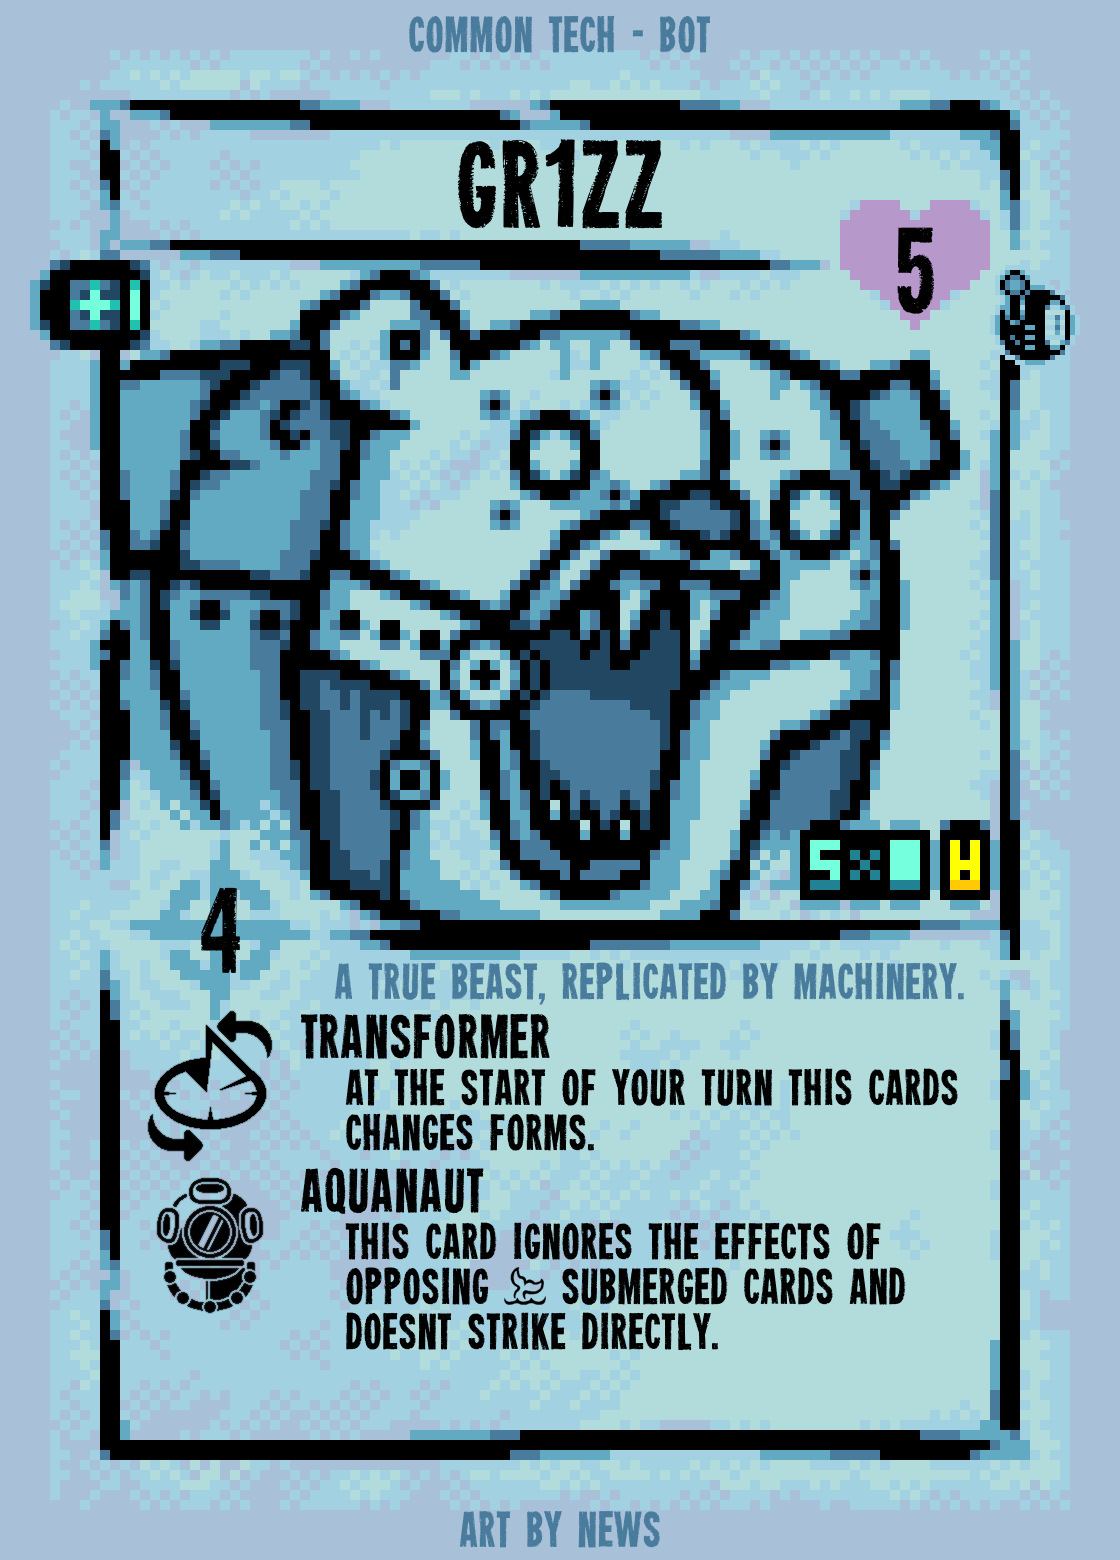 COMMON TECH - BOT
GR1ZZ
5
5
4
A TRUE BEAST, REPLICATED BY MACHINERY.
TRANSFORMER
AT THE START OF YOUR TURN THIS CARDS
CHANGES FORMS.
AQUANAUT
THIS CARD IGNORES THE EFFECTS OF
OPPOSING SUBMERGED CARDS AND
DOESNT STRIKE DIRECTLY.
ART BY NEWS